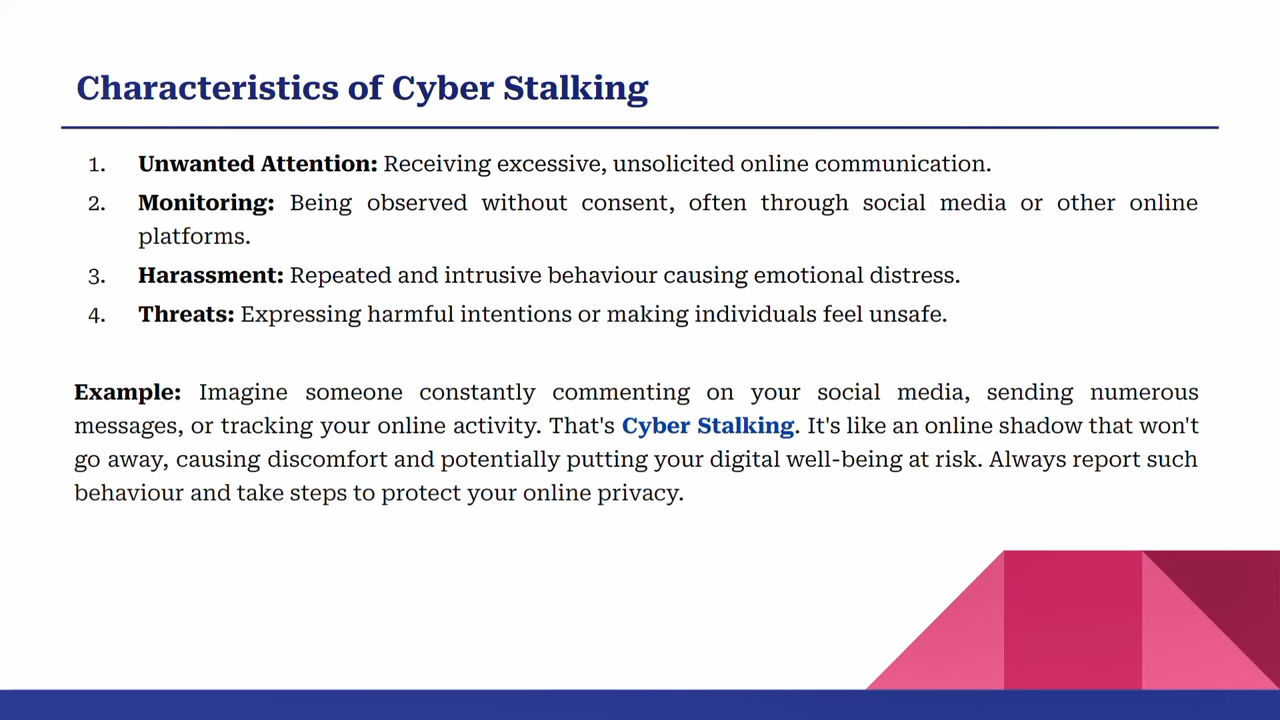 Characteristics of Cyber Stalking
1. Unwanted Attention: Receiving excessive, unsolicited online communication.
2. Monitoring: Being observed without consent, often through social media or other online
platforms.
3. Harassment: Repeated and intrusive behaviour causing emotional distress.
4. Threats: Expressing harmful intentions or making individuals feel unsafe.
Example: Imagine someone constantly commenting on your social media, sending numerous
messages, or tracking your online activity. That's Cyber Stalking. It's like an online shadow that won't
go away, causing discomfort and potentially putting your digital well-being at risk. Always report such
behaviour and take steps to protect your online privacy.